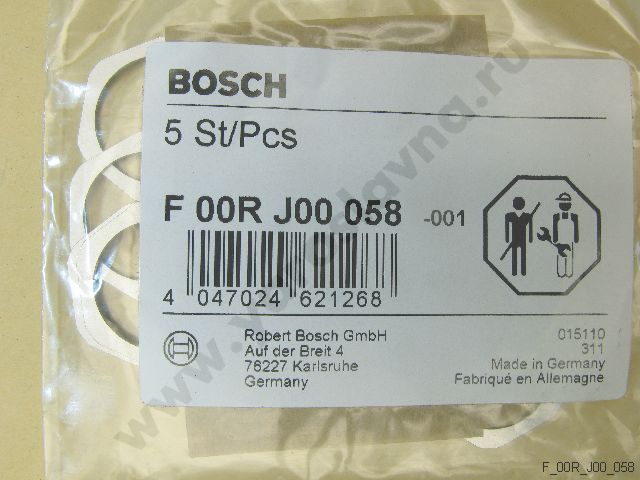 BOSCH
5 St/Pcs
F 00R J00 058 -001
4 047024 621268
Robert Bosch GmbH
Auf der Breit 4
76227 Karlsruhe
Germany
015110
311
Made in Germany
Fabriqué en Allemagne
F_00R_J00_058